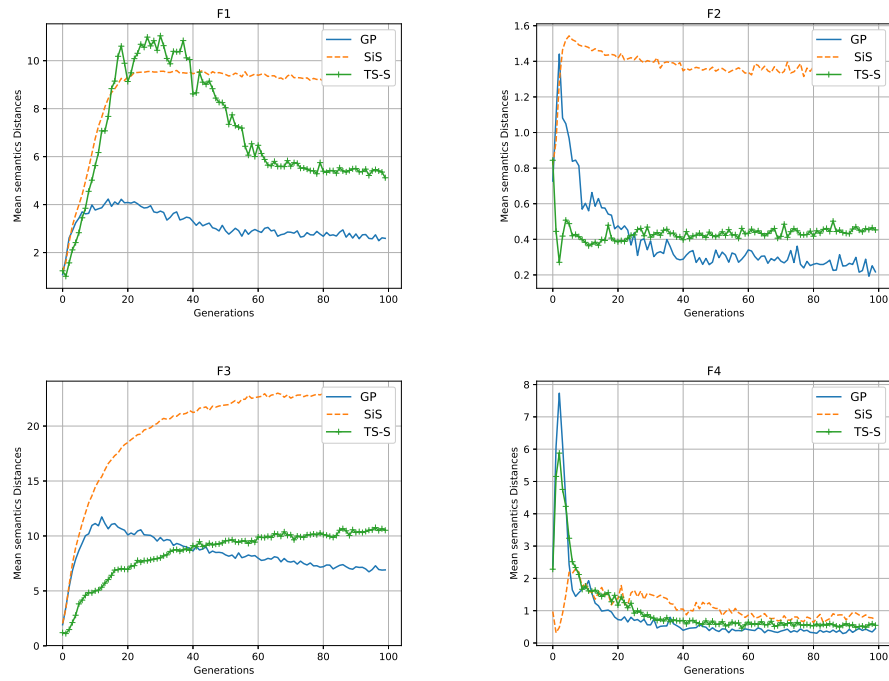 F1
Mean semantics Distances
10
8
6
4
2
GP
SiS
TS-S
0 20 40 60 80 100
Generations
F2
Mean semantics Distances
1.6
1.4
1.2
1.0
0.8
0.6
0.4
0.2
GP
SiS
TS-S
0 20 40 60 80 100
Generations
F3
Mean semantics Distances
20
15
10
5
0
GP
SiS
TS-S
0 20 40 60 80 100
Generations
F4
Mean semantics Distances
8
7
6
5
4
3
2
1
0
GP
SiS
TS-S
0 20 40 60 80 100
Generations